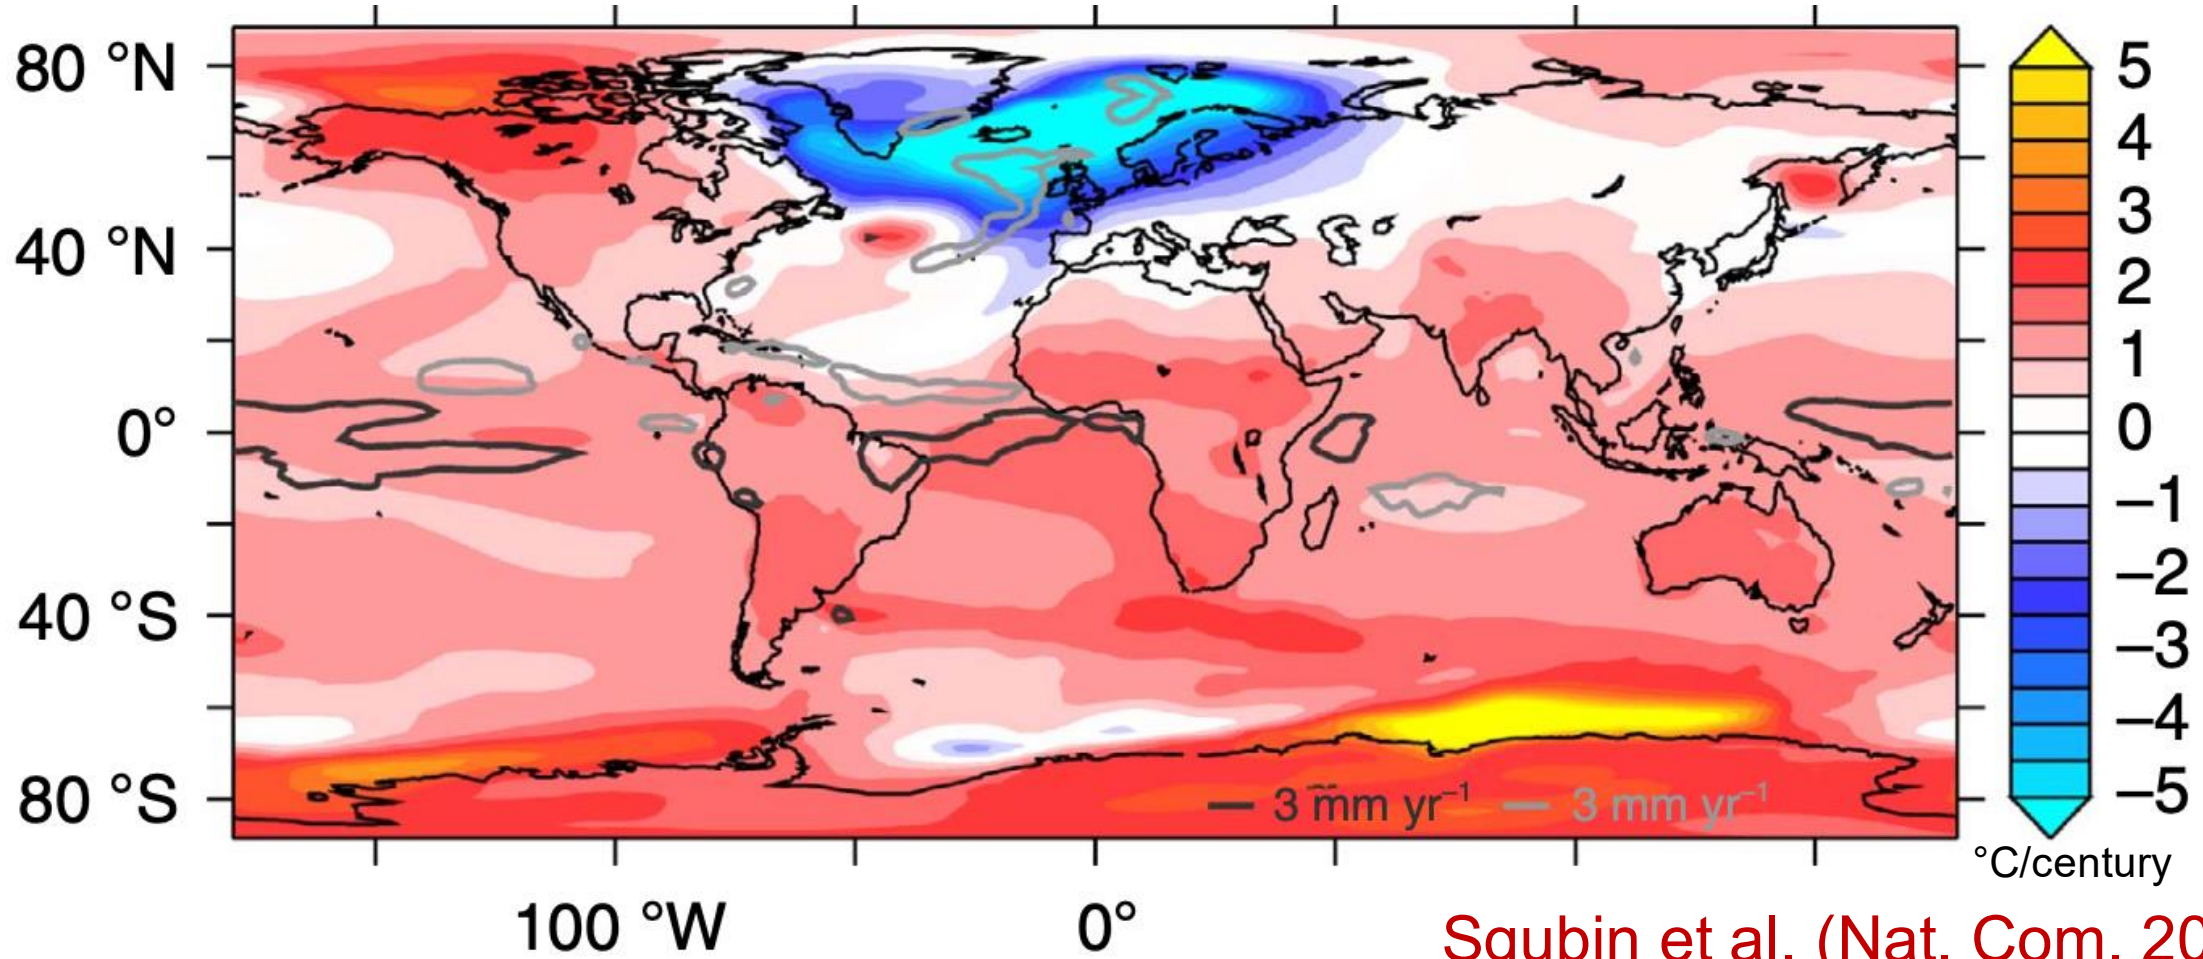 80 °N
40 °N
0°
40 °S
80 °S
100 °W
0°
3 mm yr⁻¹
3 mm yr⁻¹
5
4
3
2
1
0
−1
−2
−3
−4
−5
°C/century
Sgubin et al. (Nat. Com. 20